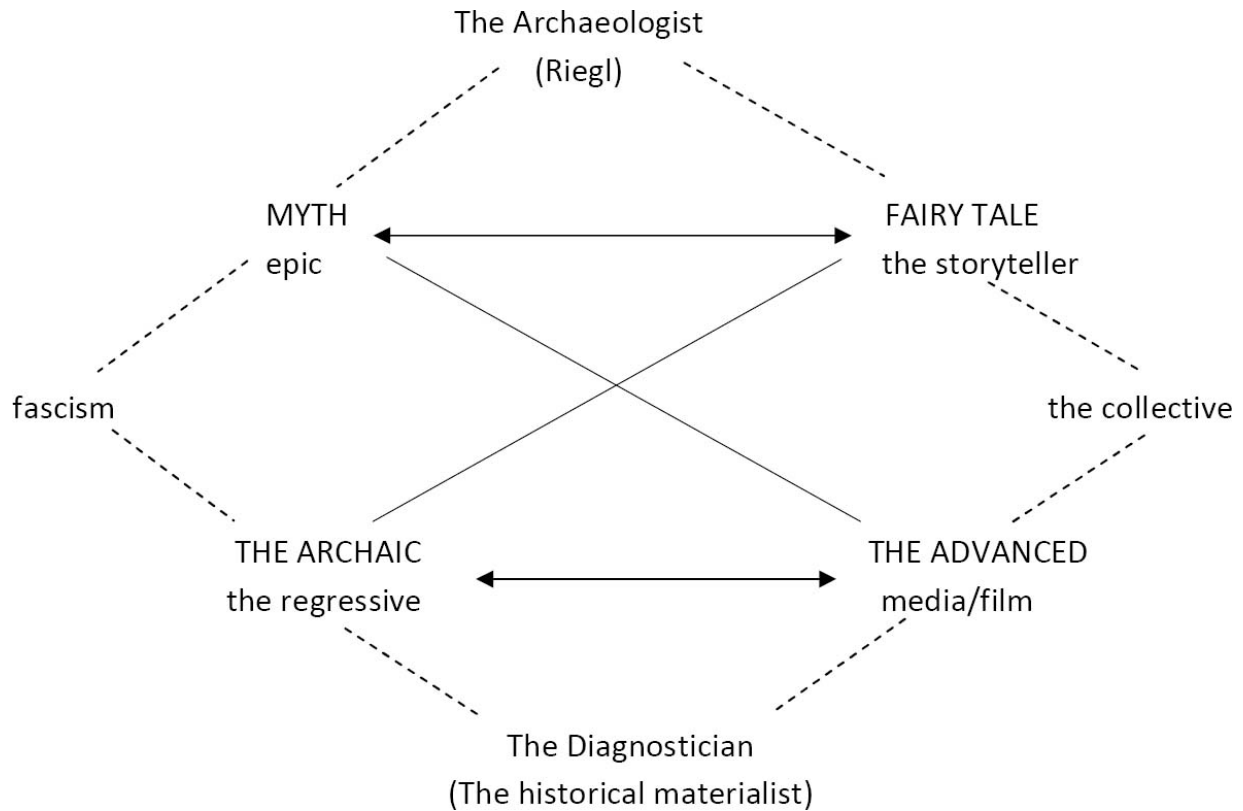 The Archaeologist
(Riegl)
MYTH
epic
FAIRY TALE
the storyteller
fascism
the collective
THE ARCHAIC
the regressive
THE ADVANCED
media/film
The Diagnostician
(The historical materialist)